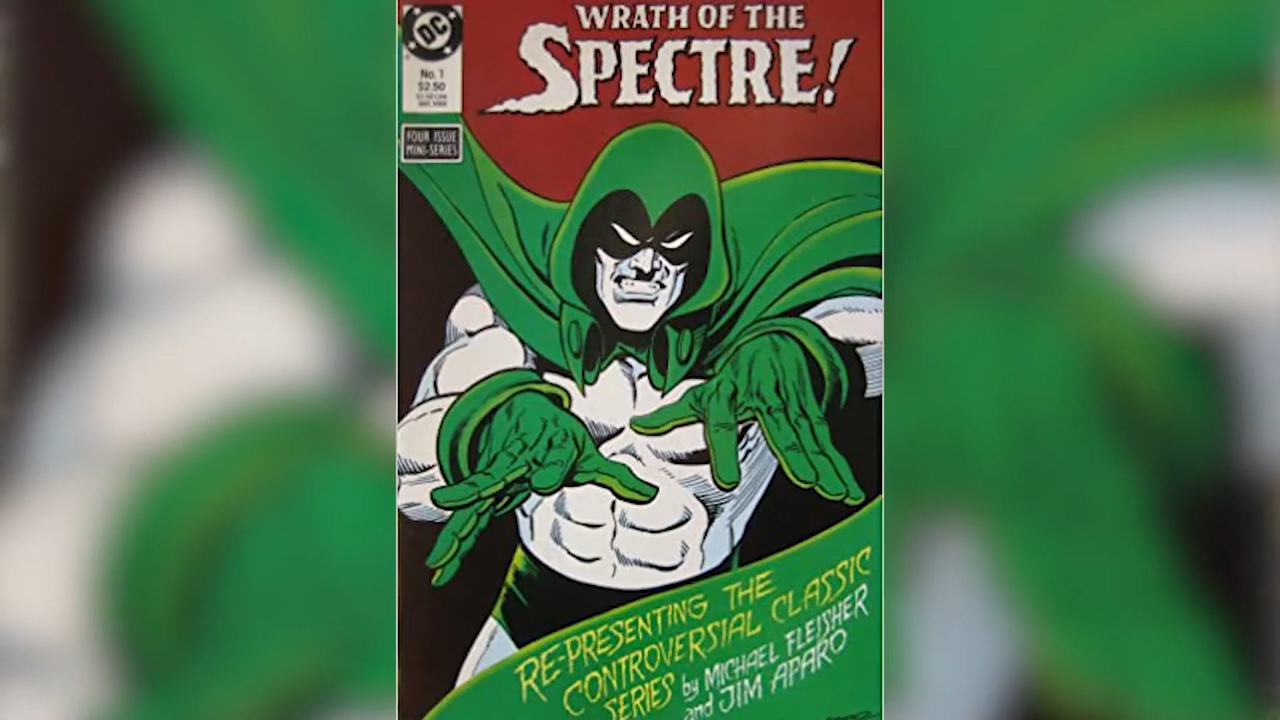 DC
WRATH OF THE
SPECTRE!
No. 1
$2.50
FOUR ISSUE
MINI-SERIES
RE-PRESENTING THE
CONTROVERSIAL CLASSIC
SERIES by MICHAEL FLEISHER
and JIM APARO